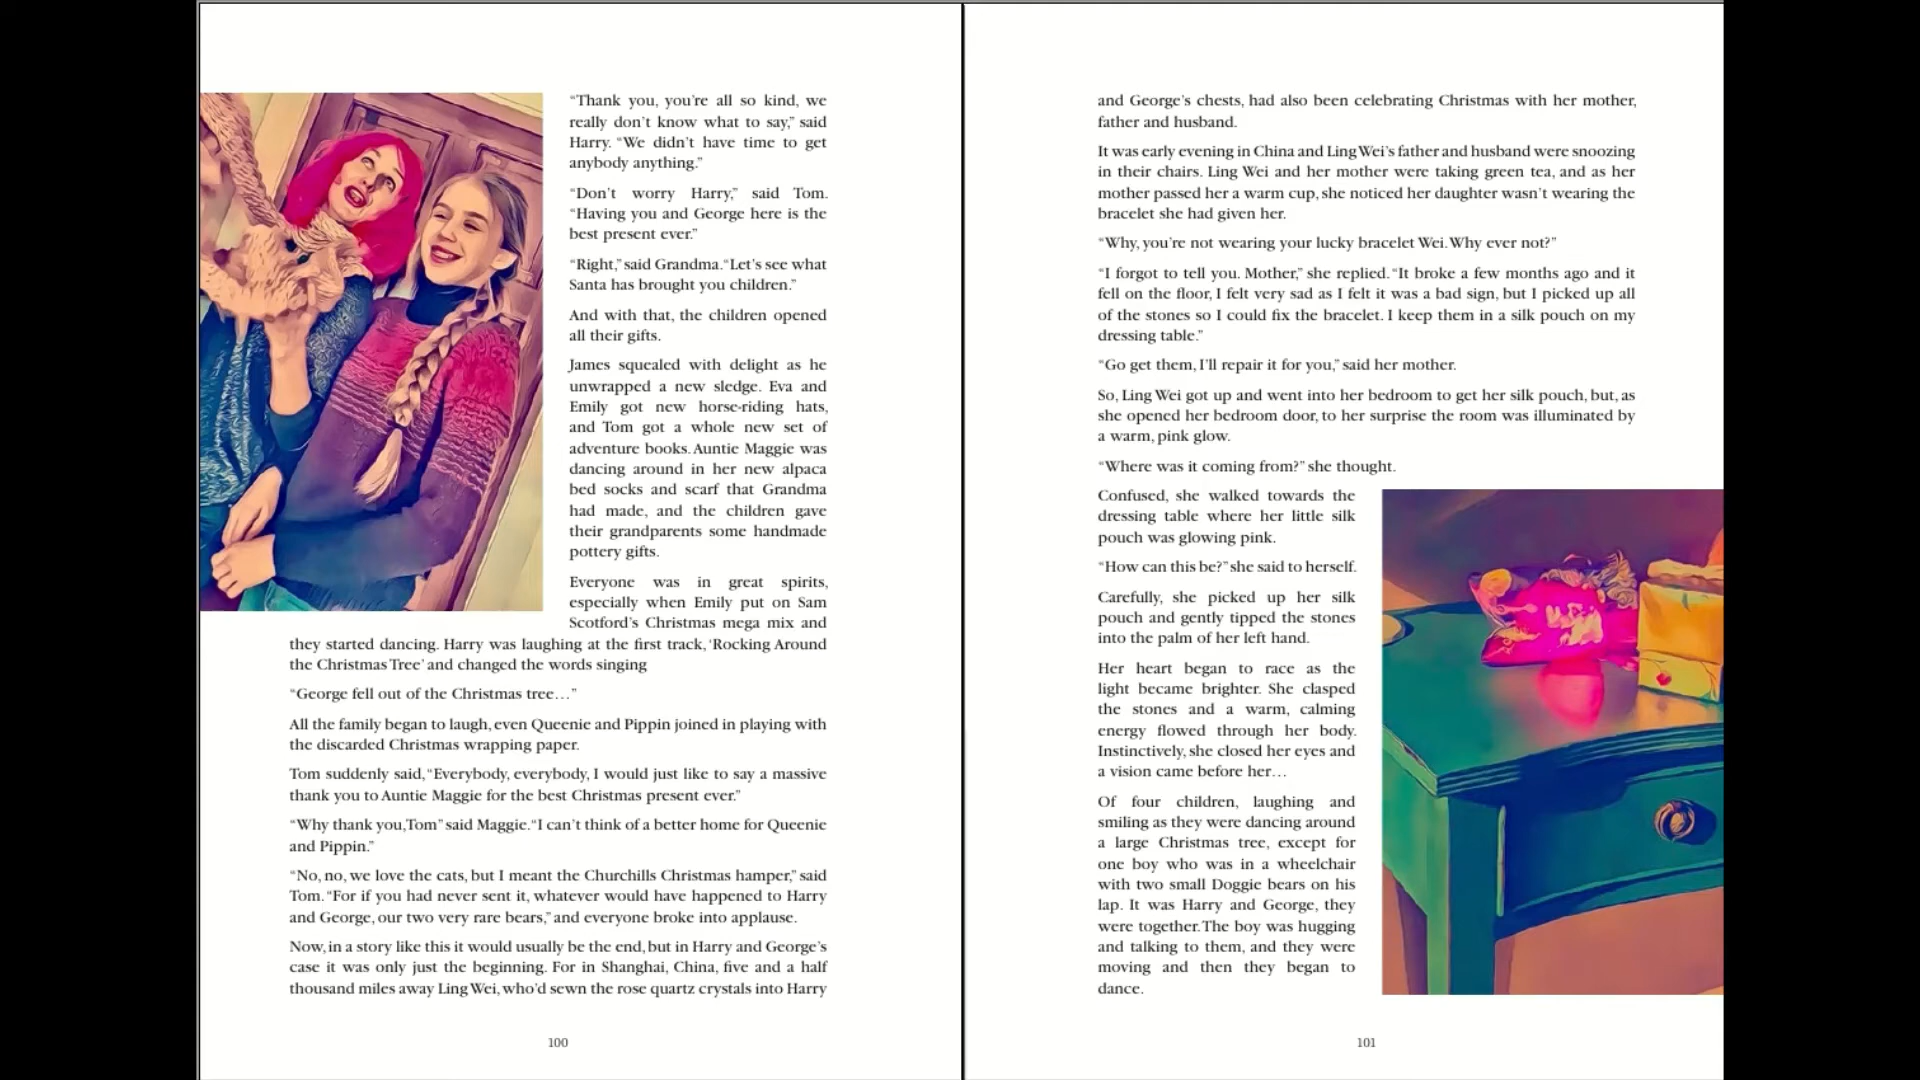 “Thank you, you’re all so kind, we
really don’t know what to say,” said
Harry. “We didn’t have time to get
anybody anything.”
“Don’t worry Harry,” said Tom.
“Having you and George here is the
best present ever.”
“Right,” said Grandma. “Let’s see what
Santa has brought you children.”
And with that, the children opened
all their gifts.
James squealed with delight as he
unwrapped a new sledge. Eva and
Emily got new horse-riding hats,
and Tom got a whole new set of
adventure books. Auntie Maggie was
dancing around in her new alpaca
bed socks and scarf that Grandma
had made, and the children gave
their grandparents some handmade
pottery gifts.
Everyone was in great spirits,
especially when Emily put on Sam
Scotford’s Christmas mega mix and
they started dancing. Harry was laughing at the first track, ‘Rocking Around
the Christmas Tree’ and changed the words singing
“George fell out of the Christmas tree…”
All the family began to laugh, even Queenie and Pippin joined in playing with
the discarded Christmas wrapping paper.
Tom suddenly said, “Everybody, everybody, I would just like to say a massive
thank you to Auntie Maggie for the best Christmas present ever.”
“Why thank you, Tom” said Maggie. “I can’t think of a better home for Queenie
and Pippin.”
“No, no, we love the cats, but I meant the Churchills Christmas hamper,” said
Tom. “For if you had never sent it, whatever would have happened to Harry
and George, our two very rare bears,” and everyone broke into applause.
Now, in a story like this it would usually be the end, but in Harry and George’s
case it was only just the beginning. For in Shanghai, China, five and a half
thousand miles away Ling Wei, who’d sewn the rose quartz crystals into Harry
100
and George’s chests, had also been celebrating Christmas with her mother,
father and husband.
It was early evening in China and Ling Wei’s father and husband were snoozing
in their chairs. Ling Wei and her mother were taking green tea, and as her
mother passed her a warm cup, she noticed her daughter wasn’t wearing the
bracelet she had given her.
“Why, you’re not wearing your lucky bracelet Wei. Why ever not?”
“I forgot to tell you. Mother,” she replied. “It broke a few months ago and it
fell on the floor, I felt very sad as I felt it was a bad sign, but I picked up all
of the stones so I could fix the bracelet. I keep them in a silk pouch on my
dressing table.”
“Go get them, I’ll repair it for you,” said her mother.
So, Ling Wei got up and went into her bedroom to get her silk pouch, but, as
she opened her bedroom door, to her surprise the room was illuminated by
a warm, pink glow.
“Where was it coming from?” she thought.
Confused, she walked towards the
dressing table where her little silk
pouch was glowing pink.
“How can this be?” she said to herself.
Carefully, she picked up her silk
pouch and gently tipped the stones
into the palm of her left hand.
Her heart began to race as the
light became brighter. She clasped
the stones and a warm, calming
energy flowed through her body.
Instinctively, she closed her eyes and
a vision came before her…
Of four children, laughing and
smiling as they were dancing around
a large Christmas tree, except for
one boy who was in a wheelchair
with two small Doggie bears on his
lap. It was Harry and George, they
were together. The boy was hugging
and talking to them, and they were
moving and then they began to
dance.
101